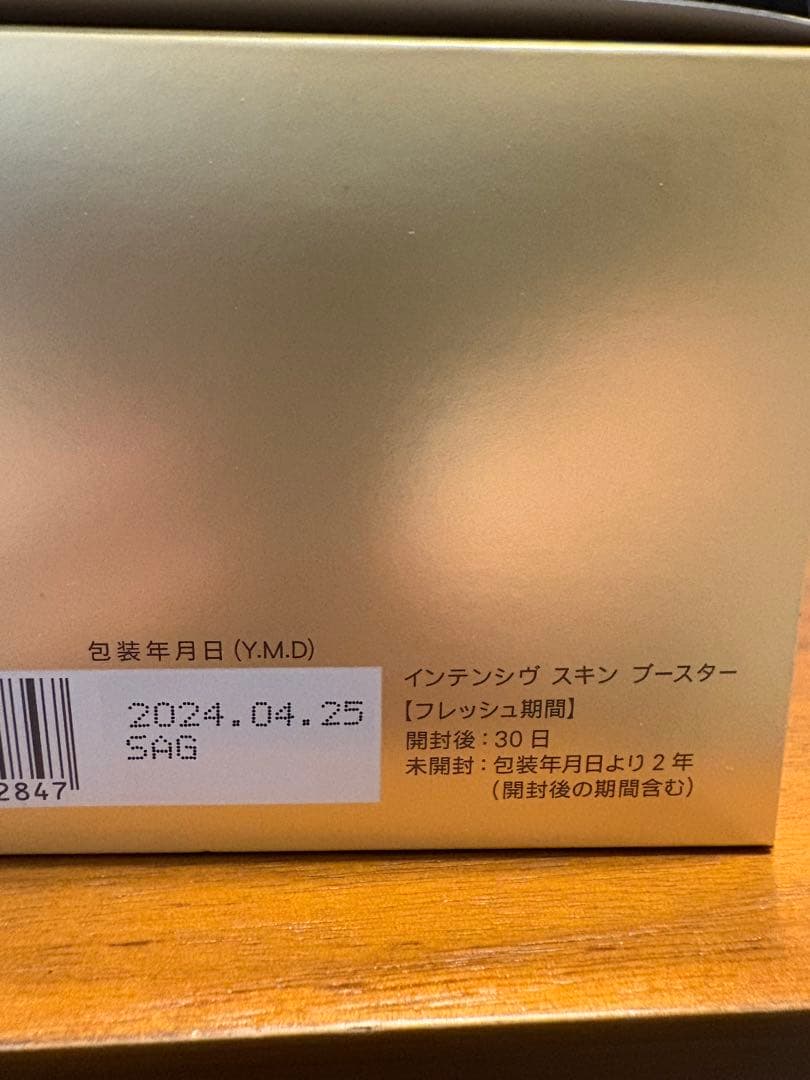 包装年月日(Y.M.D)
2024.04.25
SAG
2847
インテンシヴ スキン ブースター
【フレッシュ期間】
開封後：30日
未開封：包装年月日より2年
(開封後の期間含む)